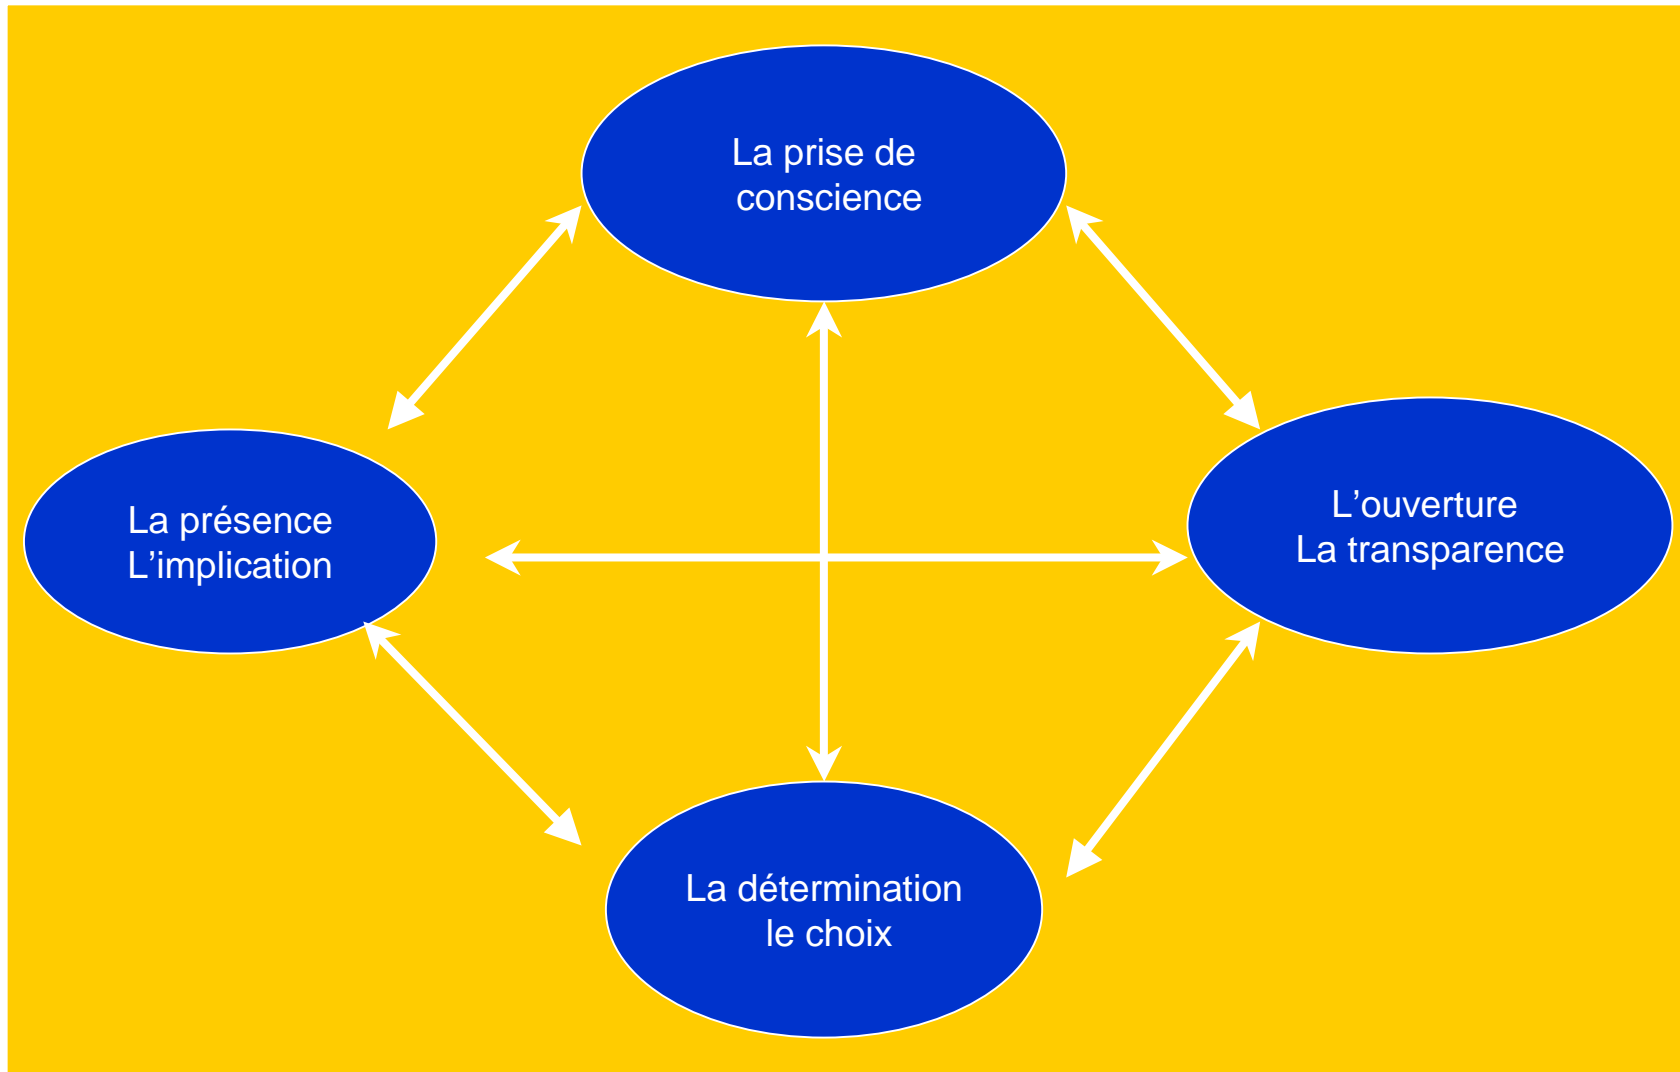 La prise de
conscience
La présence
L’implication
L’ouverture
La transparence
La détermination
le choix